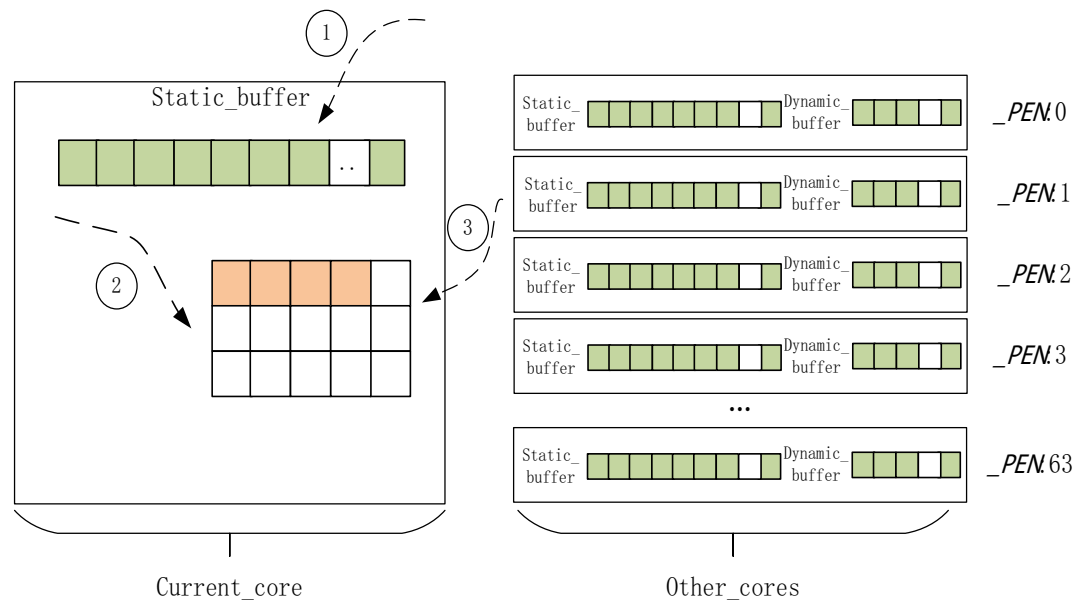 1
Static_buffer
..
2
3
Static_
buffer
Dynamic_
buffer
_PEN:0
Static_
buffer
Dynamic_
buffer
_PEN:1
Static_
buffer
Dynamic_
buffer
_PEN:2
Static_
buffer
Dynamic_
buffer
_PEN:3
...
Static_
buffer
Dynamic_
buffer
_PEN:63
Current_core
Other_cores